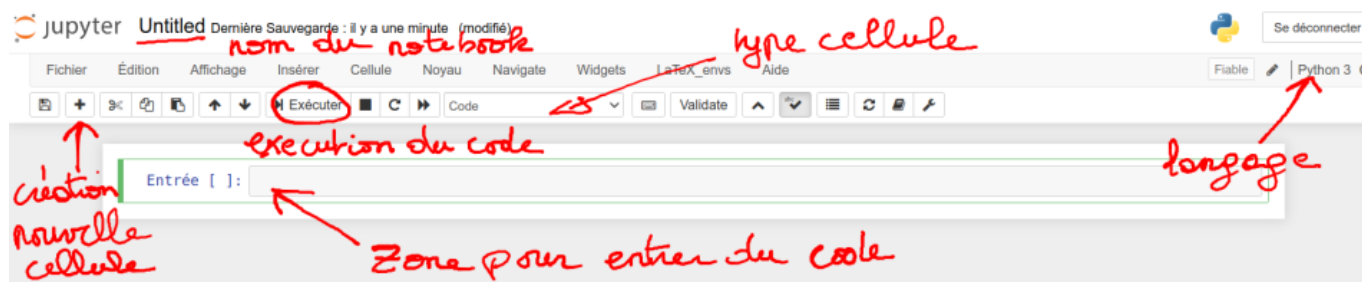 jupyter Untitled Dernière Sauvegarde : il y a une minute (modifié) Se déconnecter
nom du notebook
type cellule
Fichier Édition Affichage Insérer Cellule Noyau Navigate Widgets LaTeX_envs Aide Fiable Python 3
Exécuter Code Validate
execution du code
langage
Entrée [ ]:
création
nouvelle
cellule
Zone pour entrer du code